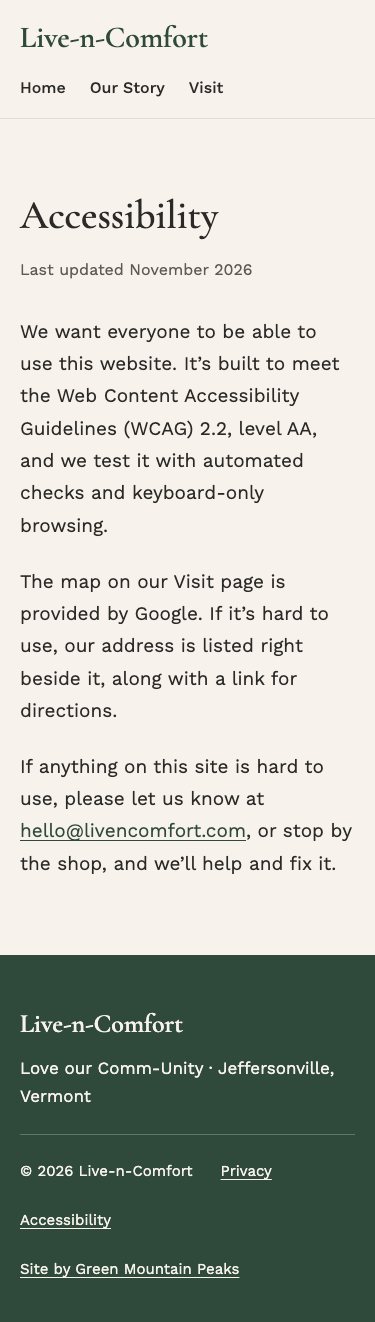 Live-n-Comfort
Home Our Story Visit
Accessibility
Last updated November 2026
We want everyone to be able to
use this website. It’s built to meet
the Web Content Accessibility
Guidelines (WCAG) 2.2, level AA,
and we test it with automated
checks and keyboard-only
browsing.
The map on our Visit page is
provided by Google. If it’s hard to
use, our address is listed right
beside it, along with a link for
directions.
If anything on this site is hard to
use, please let us know at
hello@livencomfort.com, or stop by
the shop, and we’ll help and fix it.
Live-n-Comfort
Love our Comm-Unity · Jeffersonville,
Vermont
© 2026 Live-n-Comfort Privacy
Accessibility
Site by Green Mountain Peaks